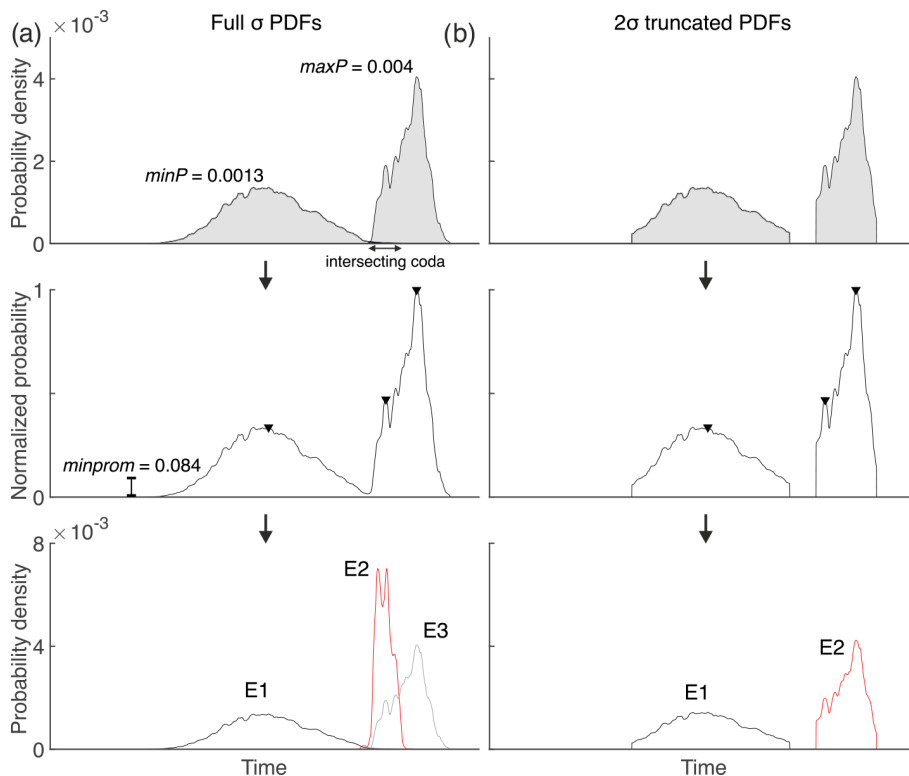 (a) Full σ PDFs (b) 2σ truncated PDFs
× 10⁻³
Probability density
4
2
0
maxP = 0.004
minP = 0.0013
intersecting coda
Normalized probability
1
0
minprom = 0.084
× 10⁻³
Probability density
8
4
0
E1
E2
E3
E1
E2
Time
Time